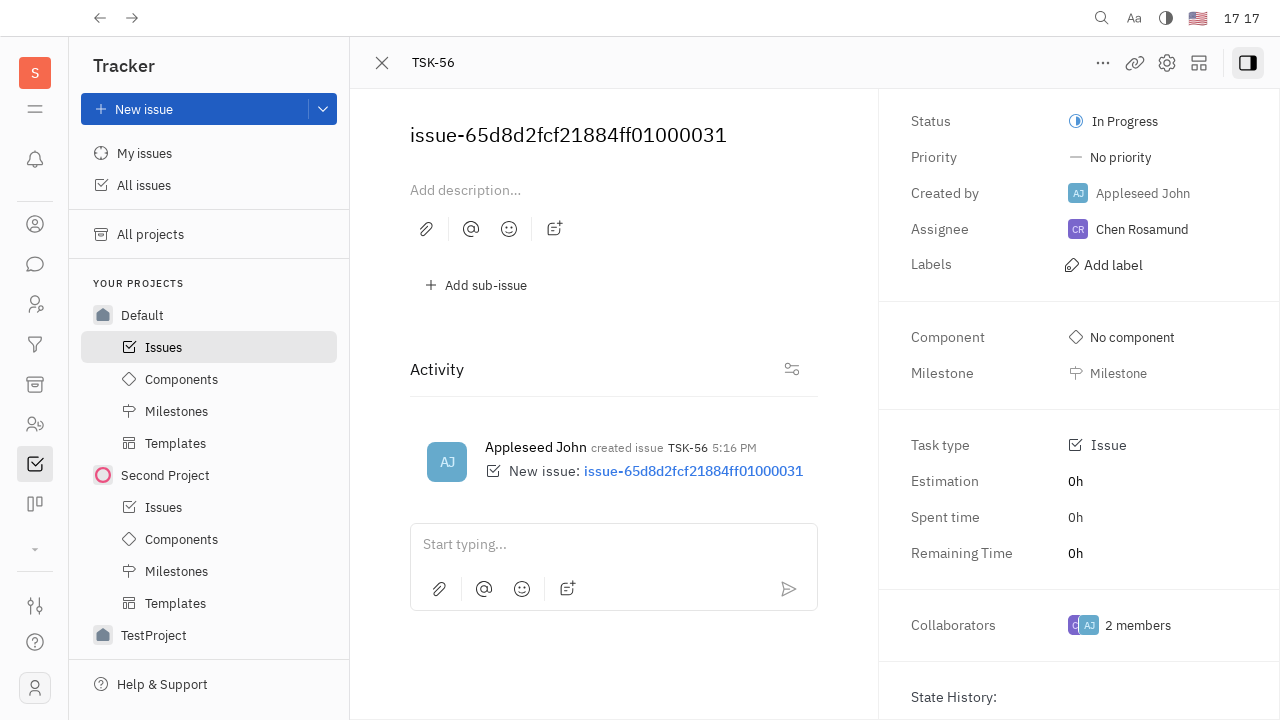 Aa
17 17
S
Tracker
New issue
My issues
All issues
All projects
YOUR PROJECTS
Default
Issues
Components
Milestones
Templates
Second Project
Issues
Components
Milestones
Templates
TestProject
Help & Support
TSK-56
issue-65d8d2fcf21884ff01000031
Add description...
Add sub-issue
Activity
AJ
Appleseed John created issue TSK-56 5:16 PM
New issue: issue-65d8d2fcf21884ff01000031
Start typing...
Status In Progress
Priority No priority
Created by AJ Appleseed John
Assignee CR Chen Rosamund
Labels Add label
Component No component
Milestone Milestone
Task type Issue
Estimation 0h
Spent time 0h
Remaining Time 0h
Collaborators C AJ 2 members
State History: